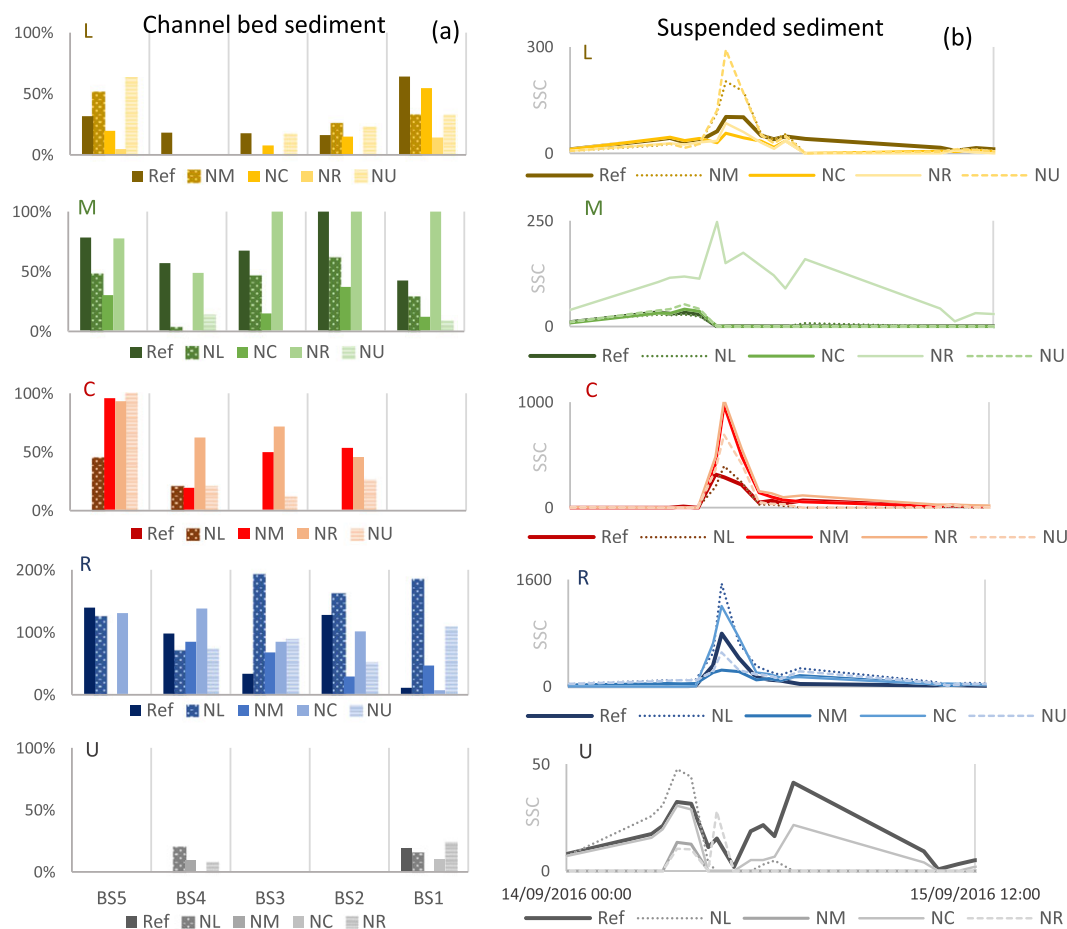 Channel bed sediment (a)
L
100%
50%
0%
Ref NM NC NR NU
M
100%
50%
0%
Ref NL NC NR NU
C
100%
50%
0%
Ref NL NM NR NU
R
200%
100%
0%
Ref NL NM NC NU
U
100%
50%
0%
BS5 BS4 BS3 BS2 BS1
Ref NL NM NC NR
Suspended sediment (b)
L
300
SSC
0
Ref NM NC NR NU
M
250
SSC
0
Ref NL NC NR NU
C
1000
SSC
0
Ref NL NM NR NU
R
1600
SSC
0
Ref NL NM NC NU
U
50
SSC
0
14/09/2016 00:00 15/09/2016 12:00
Ref NL NM NC NR